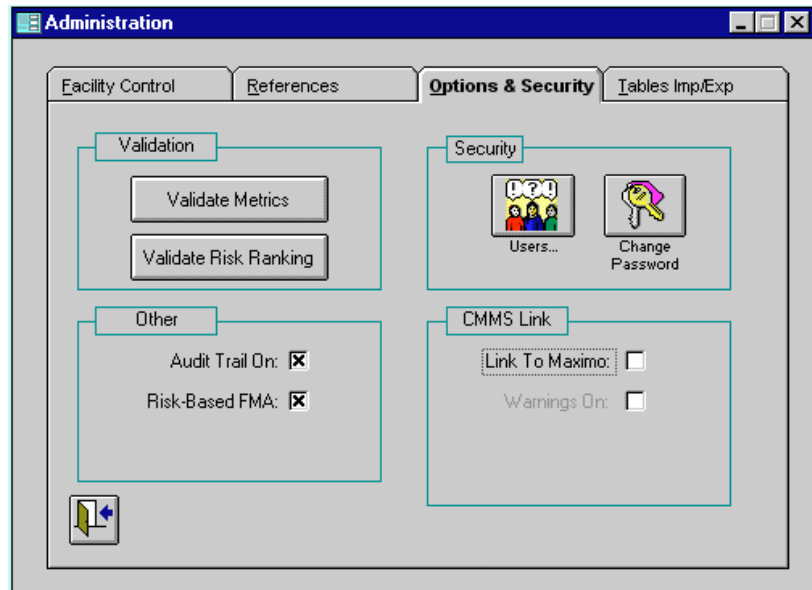 Administration
Facility Control
References
Options & Security
Tables Imp/Exp
Validation
Validate Metrics
Validate Risk Ranking
Security
!?!
Users...
Change
Password
Other
Audit Trail On:
Risk-Based FMA:
CMMS Link
Link To Maximo:
Warnings On: